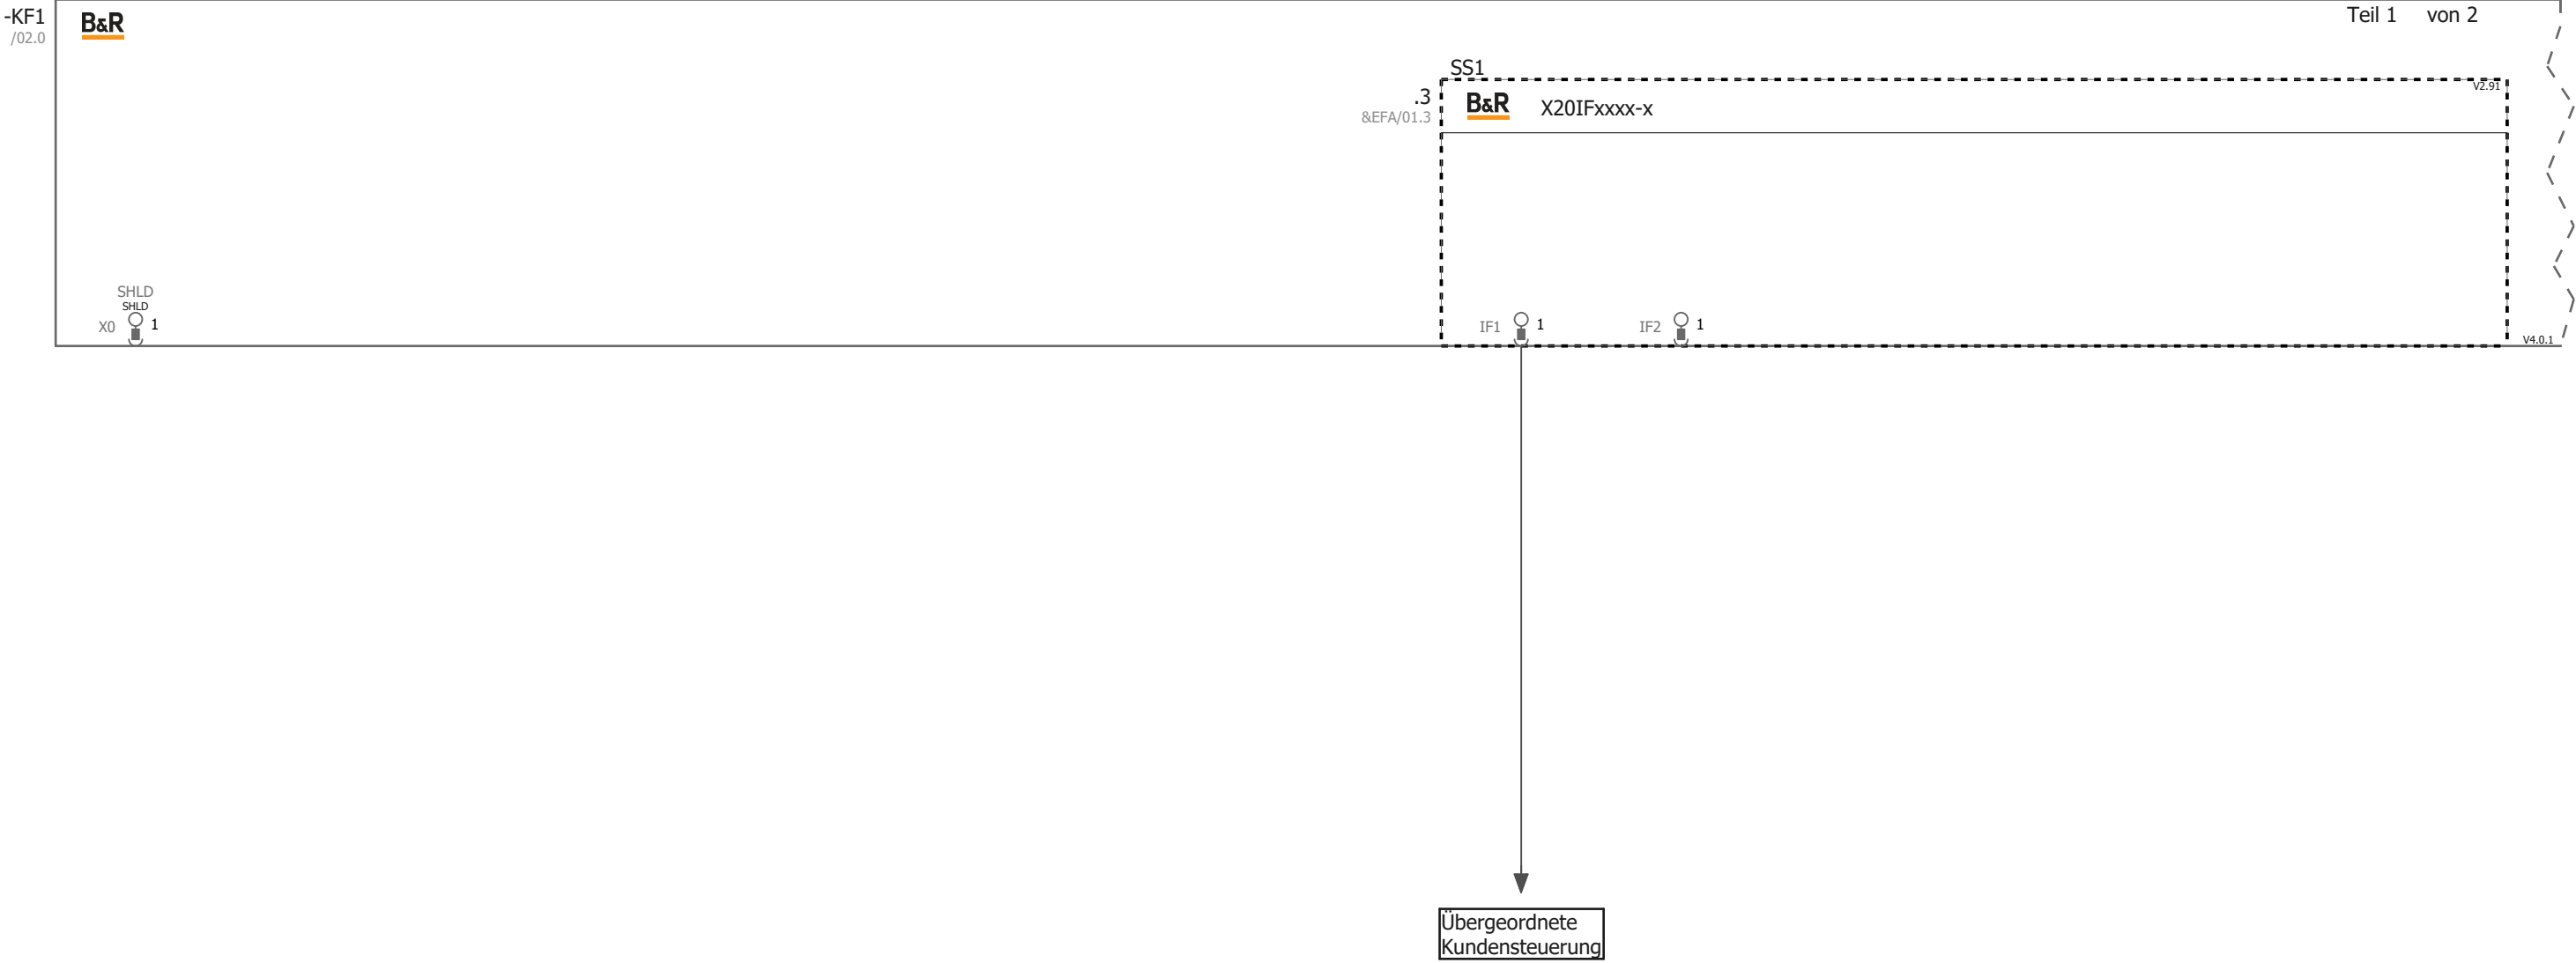 -KF1
/02.0
B&R
Teil 1 von 2
SS1
V2.91
.3
&EFA/01.3
B&R
X20IFxxxx-x
SHLD
SHLD
X0 1
IF1 1
IF2 1
V4.0.1
Übergeordnete
Kundensteuerung